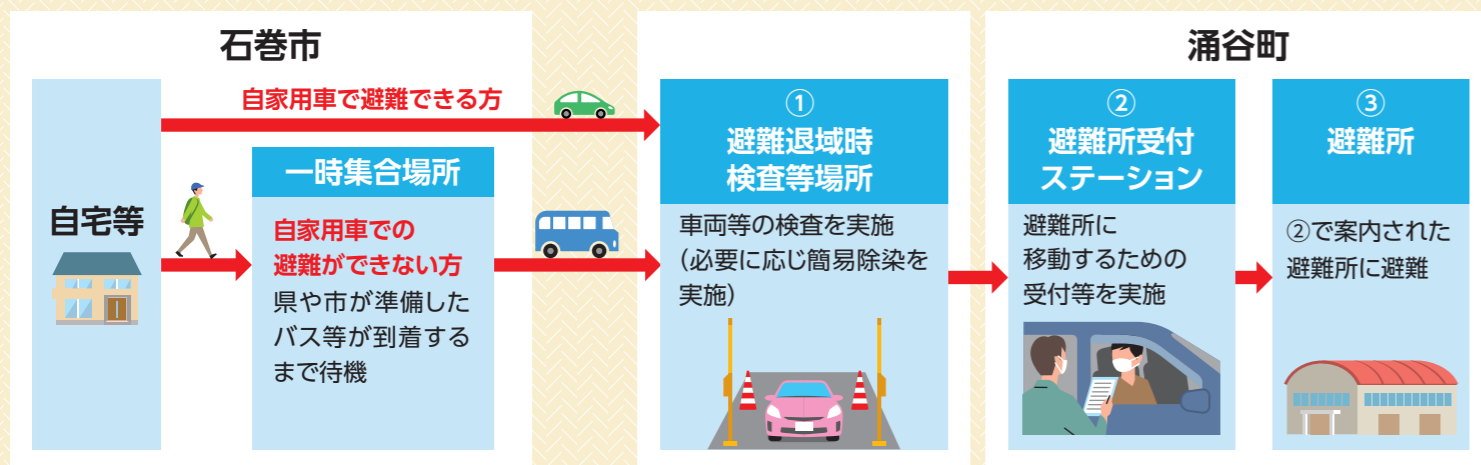 石巻市
自宅等
自家用車で避難できる方
一時集合場所
自家用車での
避難ができない方
県や市が準備した
バス等が到着する
まで待機
①
避難退域時
検査等場所
車両等の検査を実施
（必要に応じ簡易除染を
実施）
涌谷町
②
避難所受付
ステーション
避難所に
移動するための
受付等を実施
③
避難所
②で案内された
避難所に避難